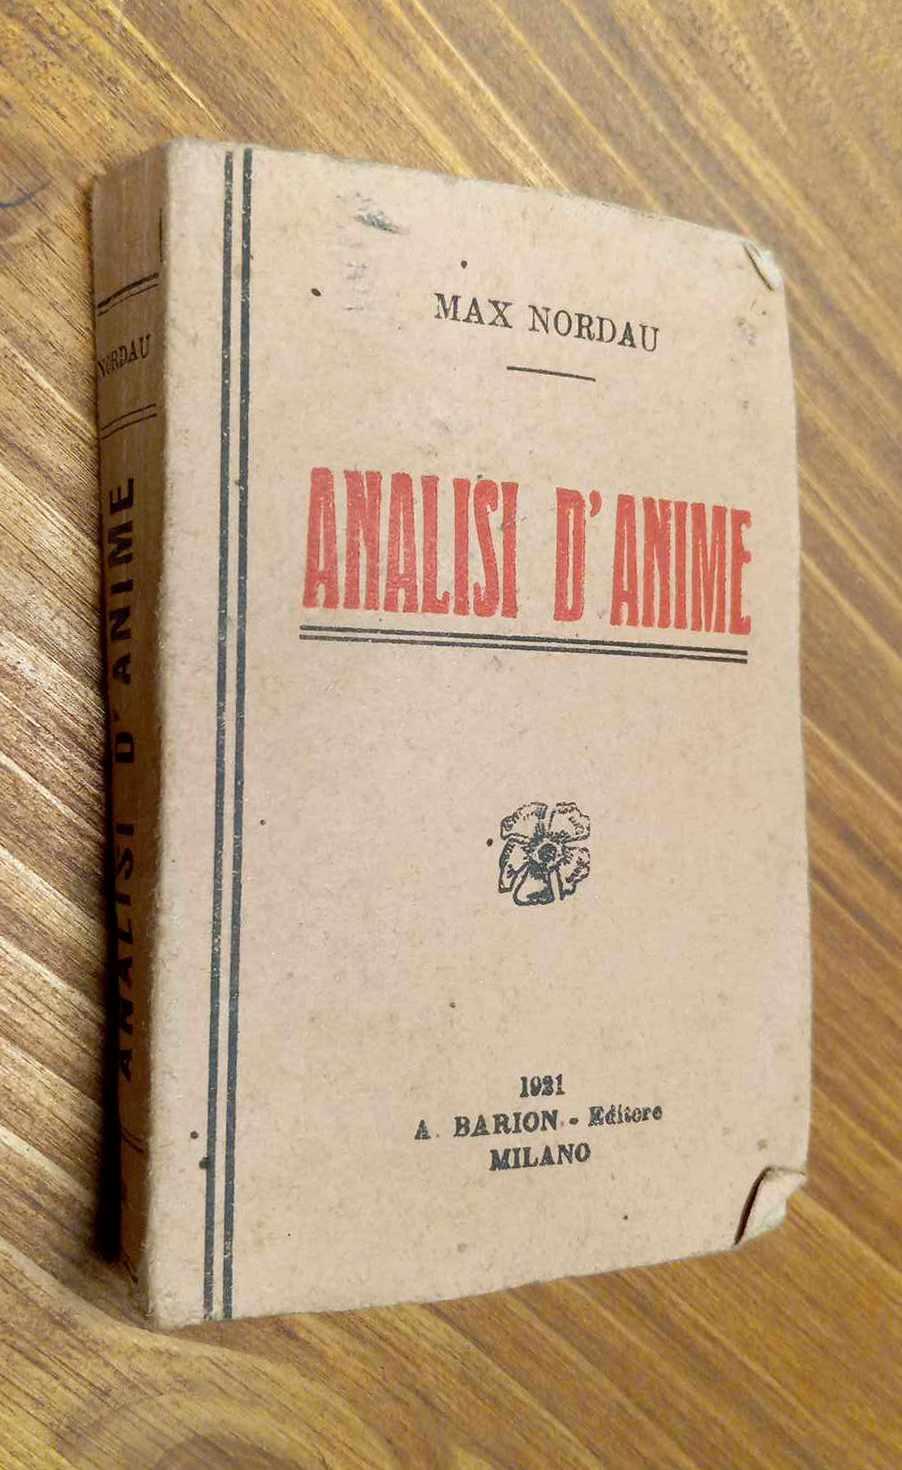 MAX NORDAU
ANALISI D'ANIME
1921
A. BARION - Editore
MILANO
NORDAU
ANALISI D'ANIME